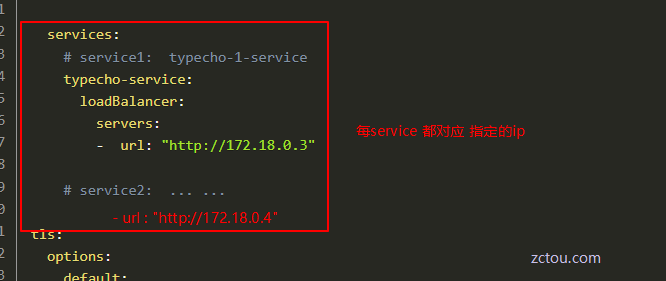 1
2 services:
3 # service1: typecho-1-service
4 typecho-service:
5 loadBalancer:
6 servers:
7 - url: "http://172.18.0.3"
每service 都对应 指定的ip
8
9 # service2: ... ...
0 - url : "http://172.18.0.4"
1 tls:
2 options:
3 default:
zctou.com